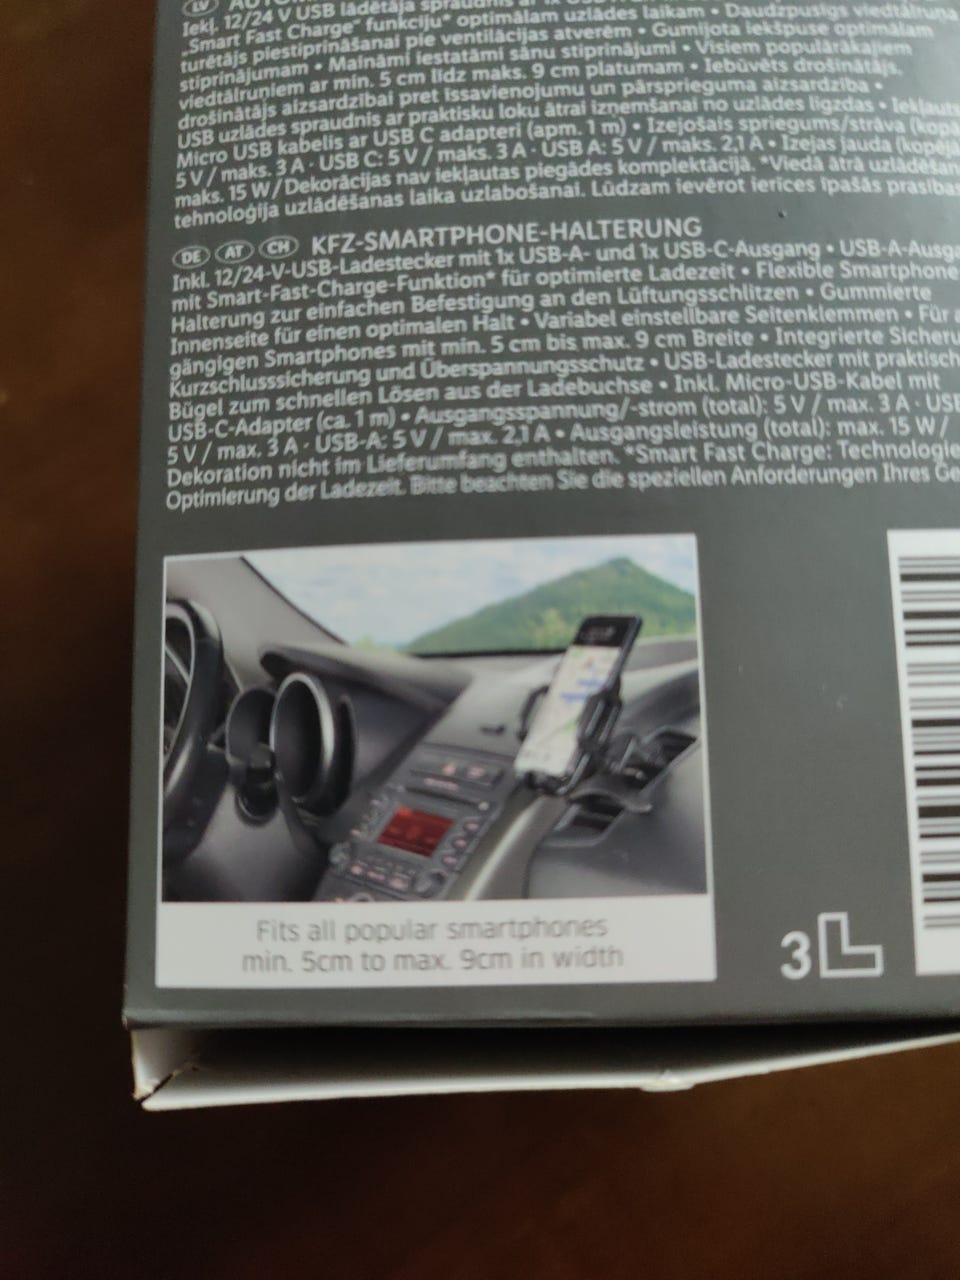 LV
Iekl. 12/24 V USB lādētāja spraudnis ar 1x USB
„Smart Fast Charge" funkciju* optimālam uzlādes laikam • Daudzpusīgs viedtālruņa
turētājs piestiprināšanai pie ventilācijas atverēm • Gumijota iekšpuse optimālam
stiprinājumam • Maināmi iestatāmi sānu stiprinājumi • Visiem populārākajiem
viedtālruņiem ar min. 5 cm līdz maks. 9 cm platumam • Iebūvēts drošinātājs,
drošinātājs aizsardzībai pret īssavienojumu un pārsprieguma aizsardzība •
USB uzlādes spraudnis ar praktisku loku ātrai izņemšanai no uzlādes ligzdas • Iekļauts
Micro USB kabelis ar USB C adapteri (apm. 1 m) • Izejošais spriegums/strāva
5 V / maks. 3 A · USB C: 5 V / maks. 3 A · USB A: 5 V / maks. 2,1 A • Izejas jauda
maks. 15 W / Dekorācijas nav iekļautas piegādes komplektācijā. *Viedā ātrā
tehnoloģija uzlādēšanas laika uzlabošanai. Lūdzam ievērot ierīces īpašās
DE AT CH KFZ-SMARTPHONE-HALTERUNG
Inkl. 12/24-V-USB-Ladestecker mit 1x USB-A- und 1x USB-C-Ausgang • USB-A-Ausga
mit Smart-Fast-Charge-Funktion* für optimierte Ladezeit • Flexible Smartphone
Halterung zur einfachen Befestigung an den Lüftungsschlitzen • Gummierte
Innenseite für einen optimalen Halt • Variabel einstellbare Seitenklemmen • Für a
gängigen Smartphones mit min. 5 cm bis max. 9 cm Breite • Integrierte Sicheru
Kurzschlusssicherung und Überspannungsschutz • USB-Ladestecker mit praktisch
Bügel zum schnellen Lösen aus der Ladebuchse • Inkl. Micro-USB-Kabel mit
USB-C-Adapter (ca. 1 m) • Ausgangsspannung/-strom (total): 5 V / max. 3 A · USB
5 V / max. 3 A · USB-A: 5 V / max. 2,1 A • Ausgangsleistung (total): max. 15 W /
Dekoration nicht im Lieferumfang enthalten. *Smart Fast Charge: Technologie
Optimierung der Ladezeit. Bitte beachten Sie die speziellen Anforderungen Ihres Ge
Fits all popular smartphones
min. 5cm to max. 9cm in width
3